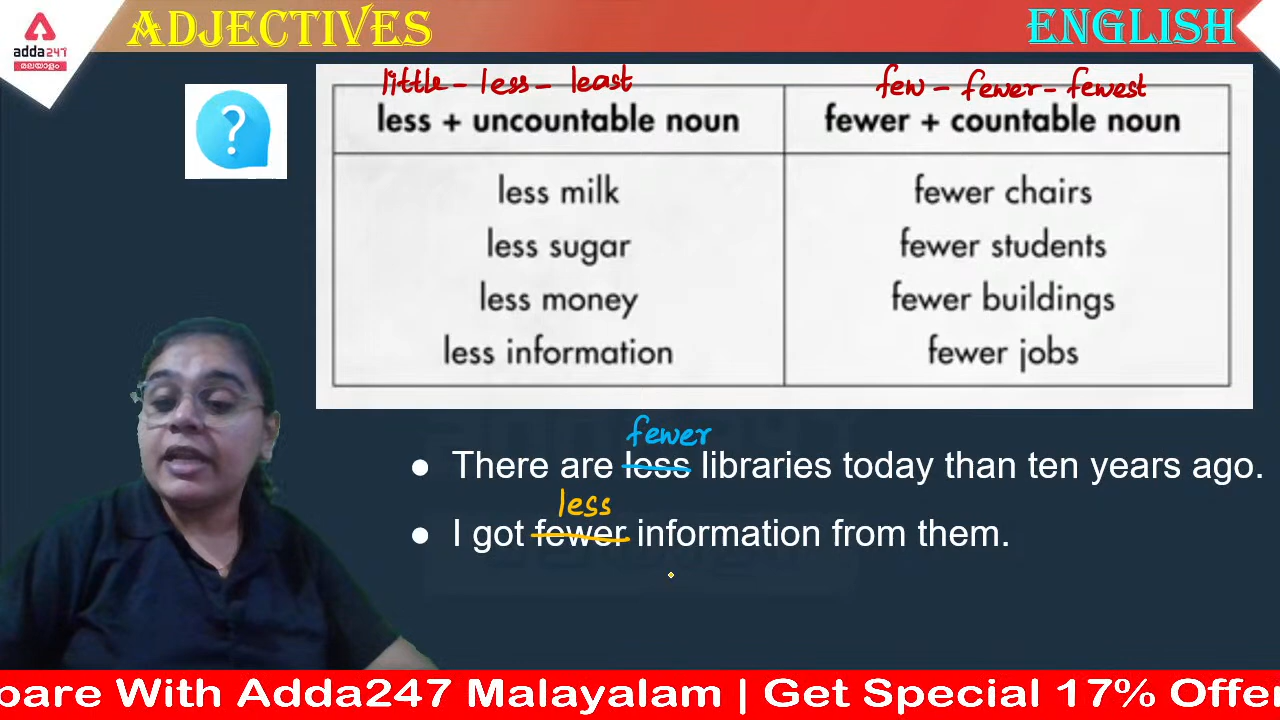 ADJECTIVES
ENGLISH
adda247
മലയാളം
little - less - least
few - fewer - fewest
less + uncountable noun
fewer + countable noun
less milk
fewer chairs
less sugar
fewer students
less money
fewer buildings
less information
fewer jobs
fewer
There are less libraries today than ten years ago.
less
I got fewer information from them.
pare With Adda247 Malayalam | Get Special 17% Offer